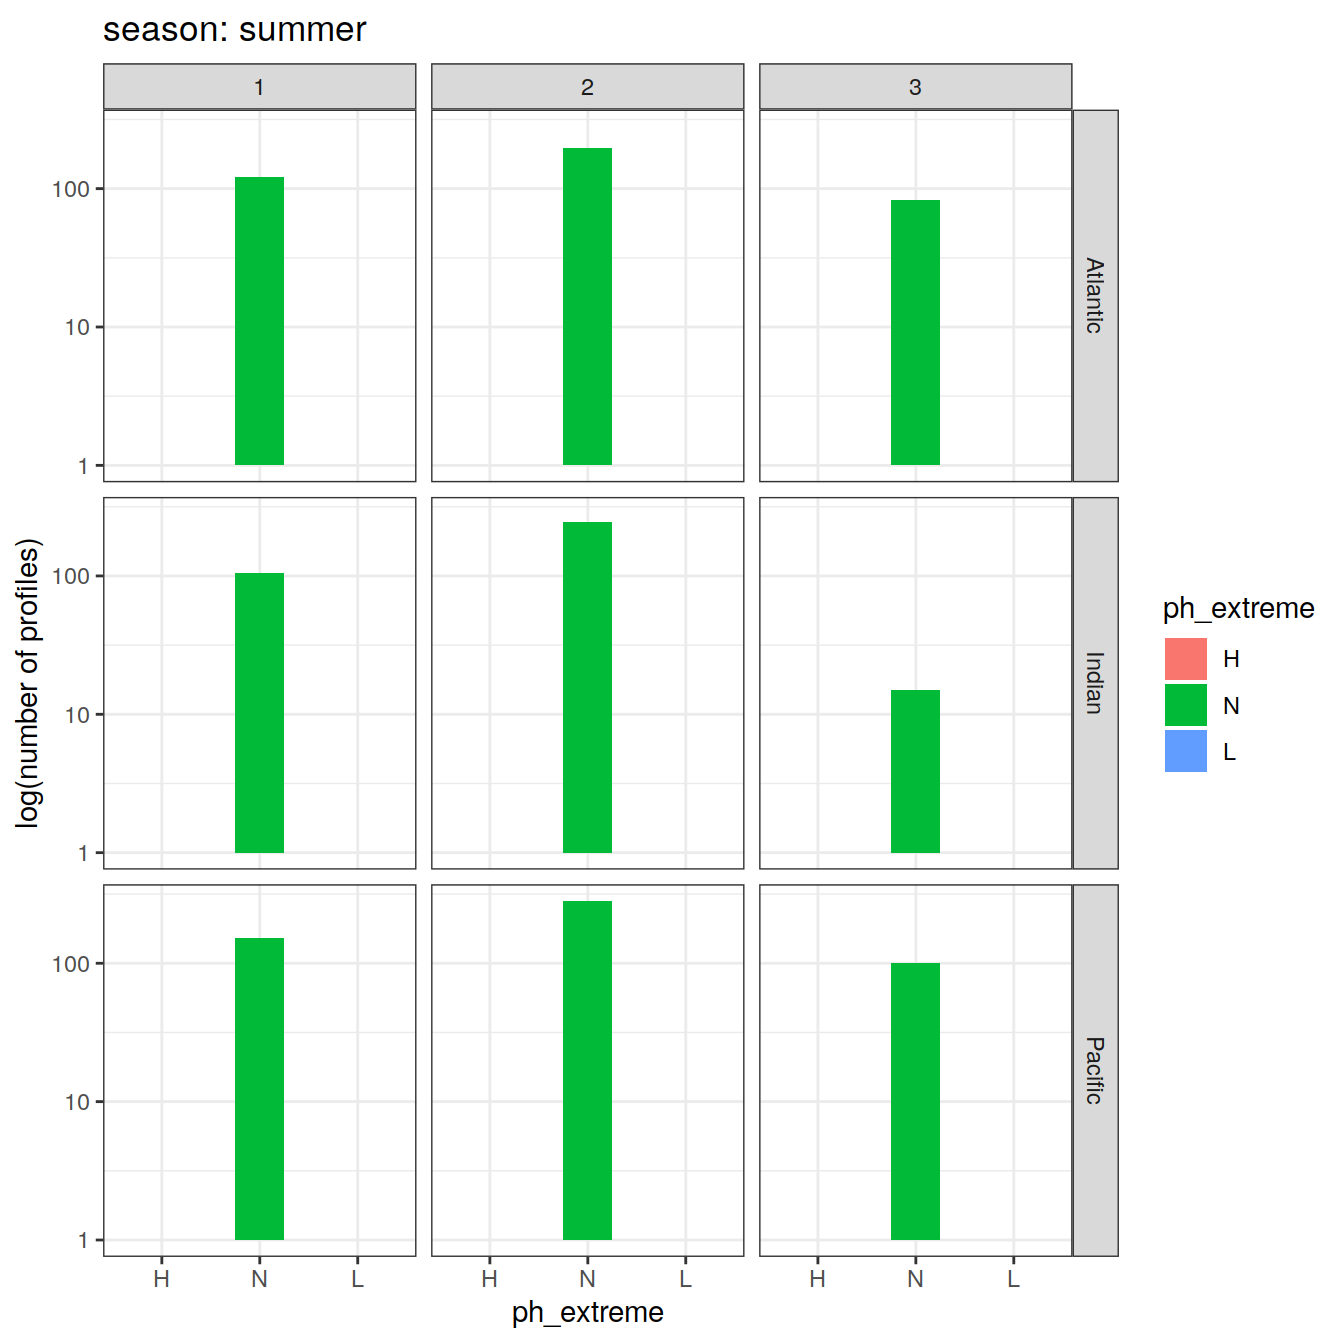 season: summer
1 2 3
100
10
1
Atlantic
log(number of profiles)
100
10
1
Indian
ph_extreme
H
N
L
100
10
1
Pacific
H N L H N L H N L
ph_extreme